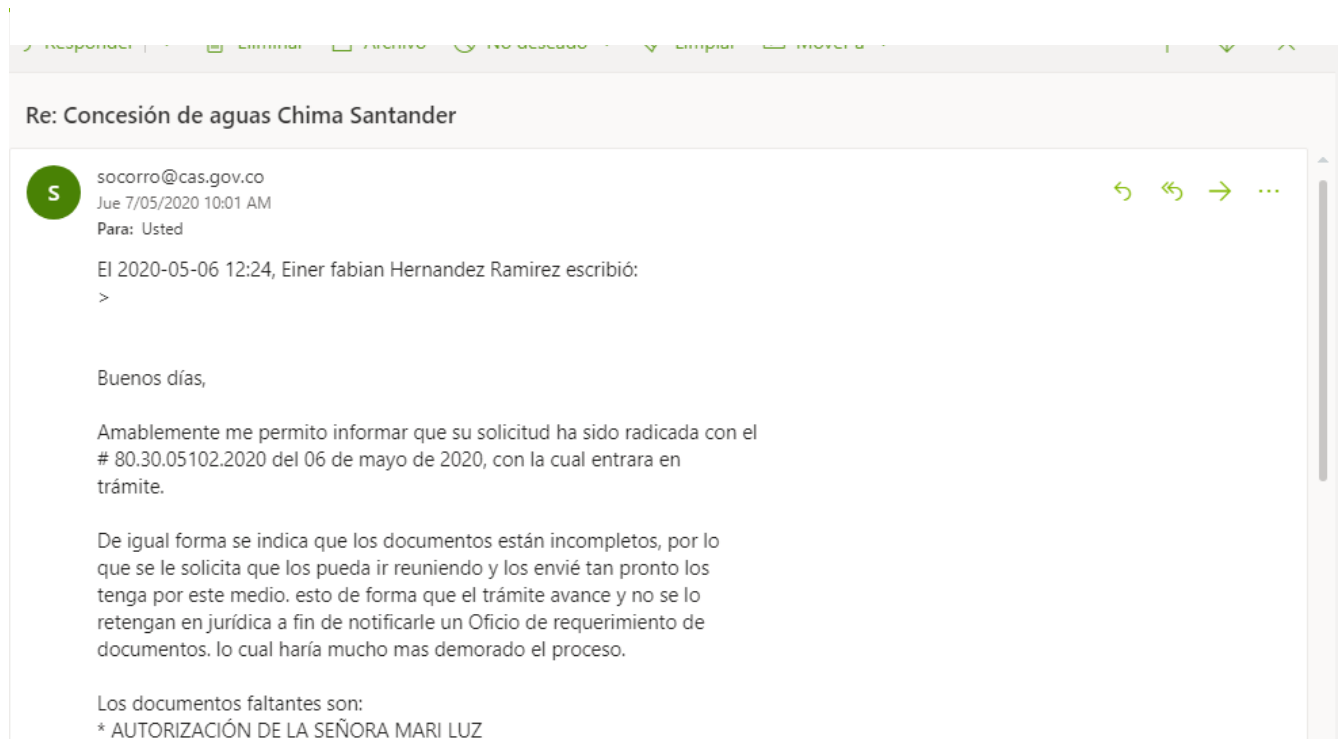 Re: Concesión de aguas Chima Santander
S
socorro@cas.gov.co
Jue 7/05/2020 10:01 AM
Para: Usted
El 2020-05-06 12:24, Einer fabian Hernandez Ramirez escribió:
>
Buenos días,
Amablemente me permito informar que su solicitud ha sido radicada con el
# 80.30.05102.2020 del 06 de mayo de 2020, con la cual entrara en
trámite.
De igual forma se indica que los documentos están incompletos, por lo
que se le solicita que los pueda ir reuniendo y los envié tan pronto los
tenga por este medio. esto de forma que el trámite avance y no se lo
retengan en jurídica a fin de notificarle un Oficio de requerimiento de
documentos. lo cual haría mucho mas demorado el proceso.
Los documentos faltantes son:
* AUTORIZACIÓN DE LA SEÑORA MARI LUZ